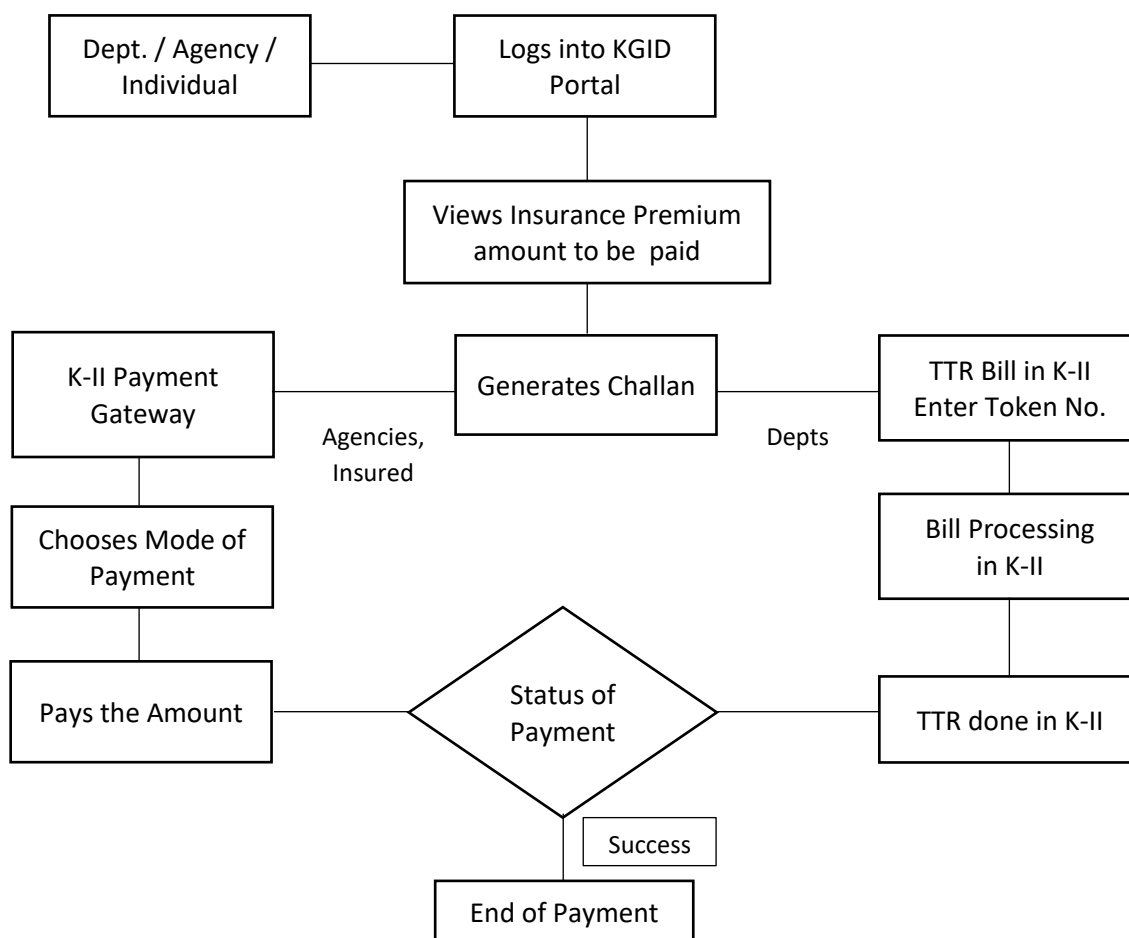 Dept. / Agency /
Individual
Logs into KGID
Portal
Views Insurance Premium
amount to be paid
K-II Payment
Gateway
Generates Challan
TTR Bill in K-II
Enter Token No.
Agencies,
Insured
Depts
Chooses Mode of
Payment
Bill Processing
in K-II
Pays the Amount
Status of
Payment
TTR done in K-II
Success
End of Payment